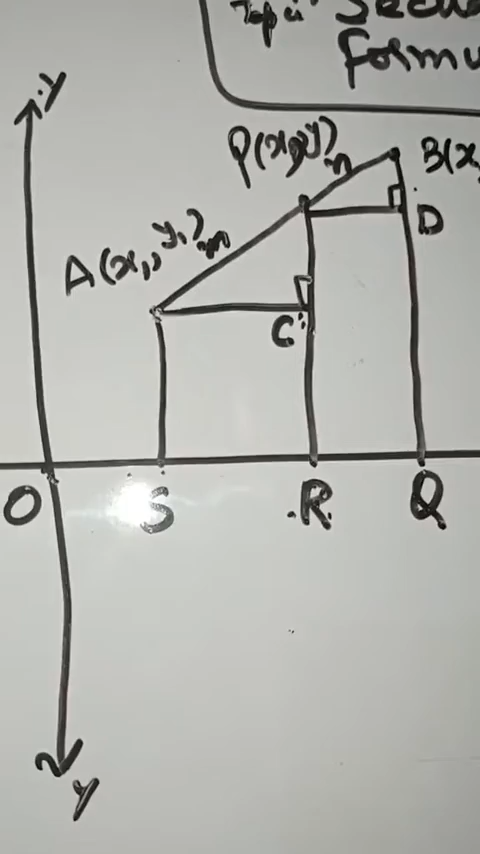 Formu
y
P(x,y)
n
B(x,
D
A(x₁, y₁)
m
C
O
S
R
Q
y